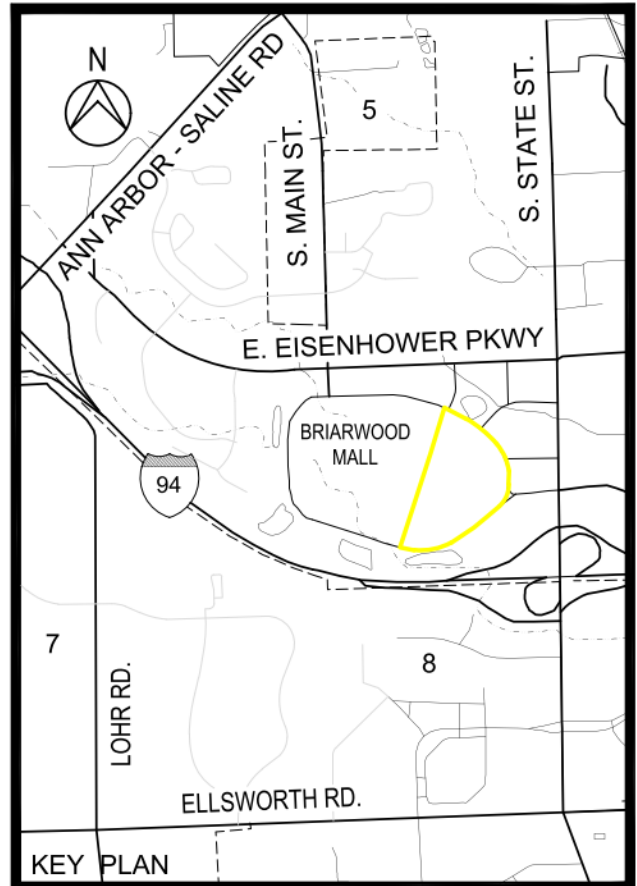 N
ANN ARBOR - SALINE RD
5
S. MAIN ST.
S. STATE ST.
E. EISENHOWER PKWY
BRIARWOOD
MALL
94
7
8
LOHR RD.
ELLSWORTH RD.
KEY PLAN